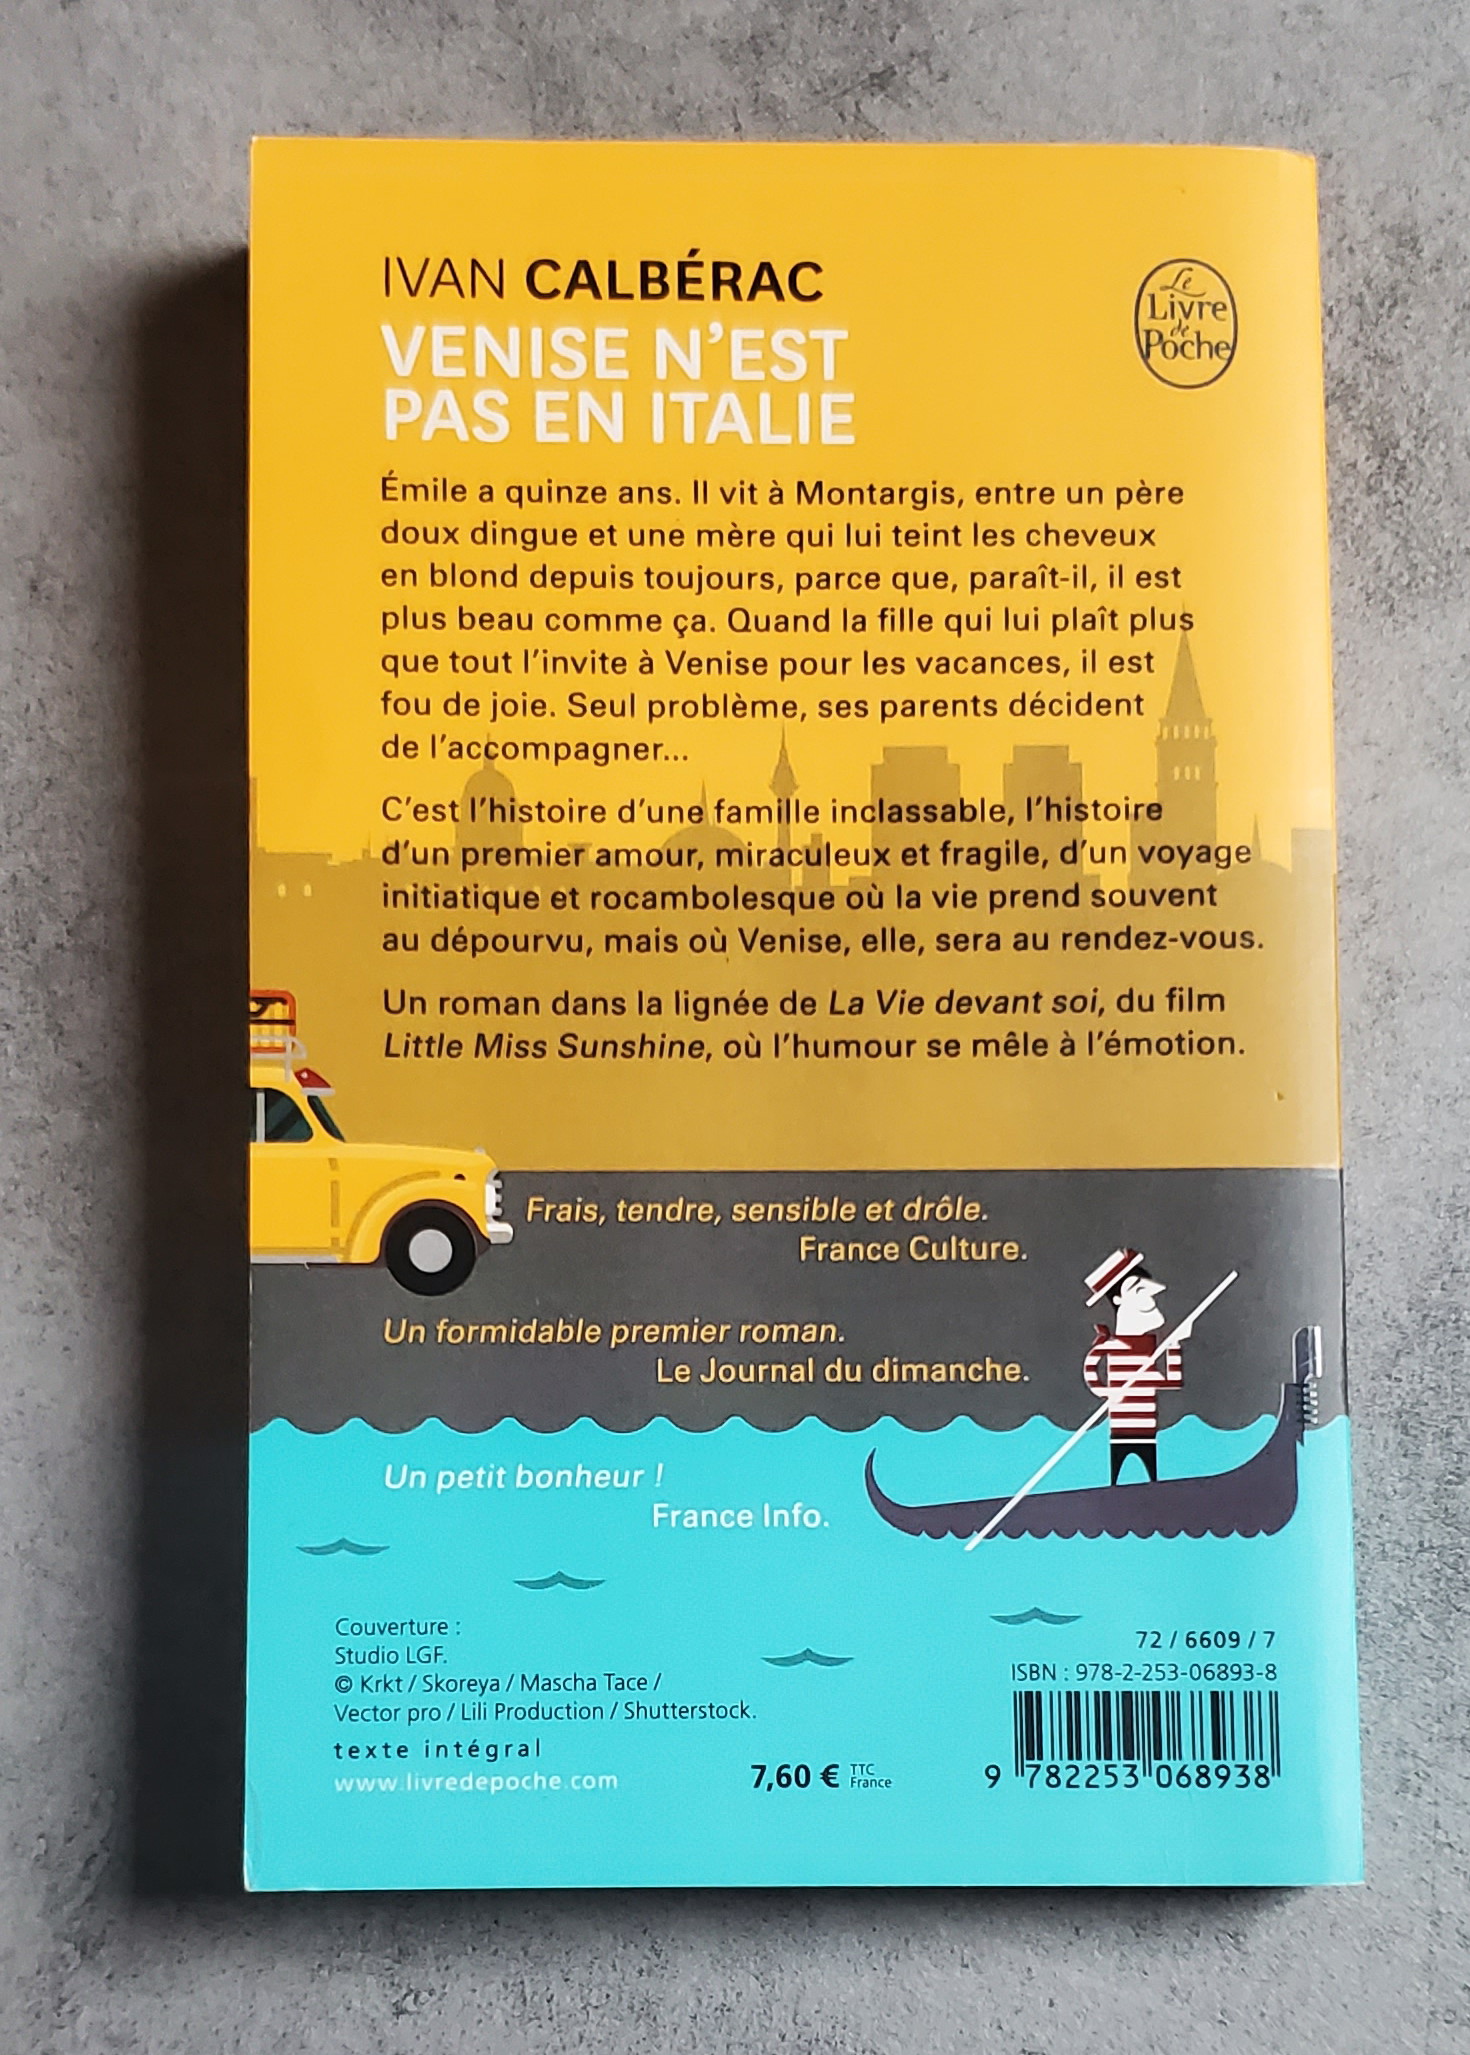 IVAN CALBÉRAC
VENISE N'EST
PAS EN ITALIE
Le
Livre
de
Poche
Émile a quinze ans. Il vit à Montargis, entre un père
doux dingue et une mère qui lui teint les cheveux
en blond depuis toujours, parce que, paraît-il, il est
plus beau comme ça. Quand la fille qui lui plaît plus
que tout l'invite à Venise pour les vacances, il est
fou de joie. Seul problème, ses parents décident
de l'accompagner...
C'est l'histoire d'une famille inclassable, l'histoire
d'un premier amour, miraculeux et fragile, d'un voyage
initiatique et rocambolesque où la vie prend souvent
au dépourvu, mais où Venise, elle, sera au rendez-vous.
Un roman dans la lignée de La Vie devant soi, du film
Little Miss Sunshine, où l'humour se mêle à l'émotion.
Frais, tendre, sensible et drôle.
France Culture.
Un formidable premier roman.
Le Journal du dimanche.
Un petit bonheur !
France Info.
Couverture :
Studio LGF.
© Krkt / Skoreya / Mascha Tace /
Vector pro / Lili Production / Shutterstock.
texte intégral
www.livredepoche.com
7,60 € TTC
France
72 / 6609 / 7
ISBN : 978-2-253-06893-8
9 782253 068938